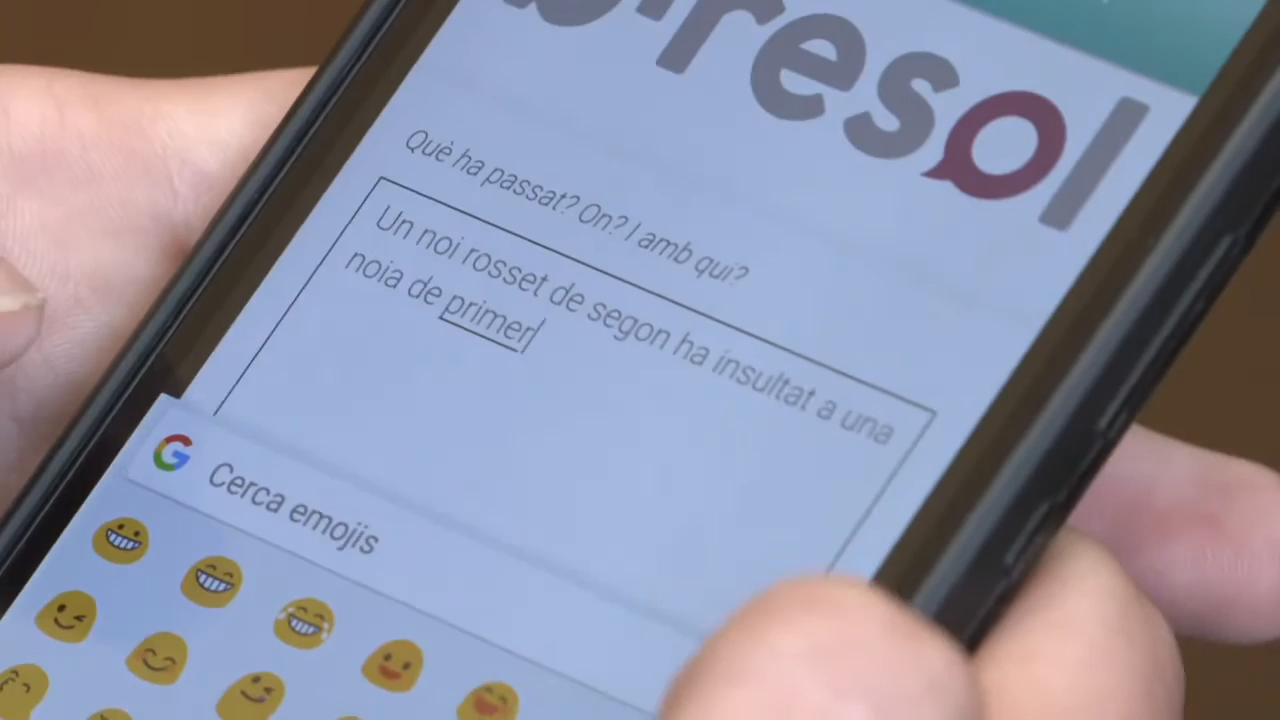 biresol
Què ha passat? On? I amb qui?
Un noi rosset de segon ha insultat a una
noia de primer
G Cerca emojis